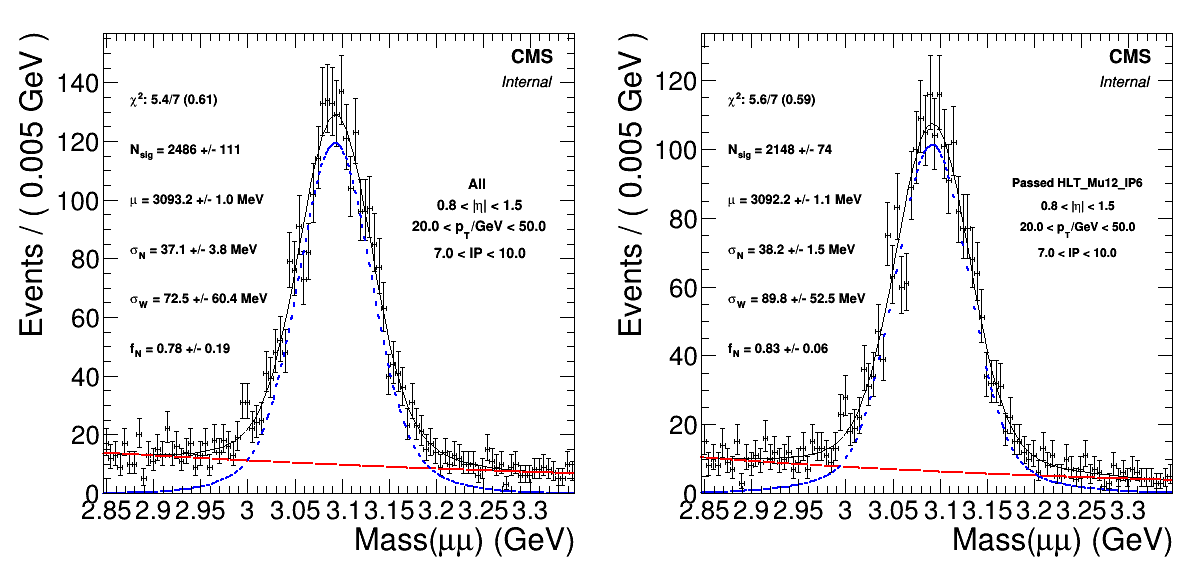 Events / ( 0.005 GeV )
140
120
100
80
60
40
20
0
CMS
Internal
χ²: 5.4/7 (0.61)
N_sig = 2486 +/- 111
μ = 3093.2 +/- 1.0 MeV
σ_N = 37.1 +/- 3.8 MeV
σ_W = 72.5 +/- 60.4 MeV
f_N = 0.78 +/- 0.19
All
0.8 < |η| < 1.5
20.0 < p_T/GeV < 50.0
7.0 < IP < 10.0
2.85 2.9 2.95 3 3.05 3.1 3.15 3.2 3.25 3.3
Mass(μμ) (GeV)
Events / ( 0.005 GeV )
120
100
80
60
40
20
0
CMS
Internal
χ²: 5.6/7 (0.59)
N_sig = 2148 +/- 74
μ = 3092.2 +/- 1.1 MeV
σ_N = 38.2 +/- 1.5 MeV
σ_W = 89.8 +/- 52.5 MeV
f_N = 0.83 +/- 0.06
Passed HLT_Mu12_IP6
0.8 < |η| < 1.5
20.0 < p_T/GeV < 50.0
7.0 < IP < 10.0
2.85 2.9 2.95 3 3.05 3.1 3.15 3.2 3.25 3.3
Mass(μμ) (GeV)